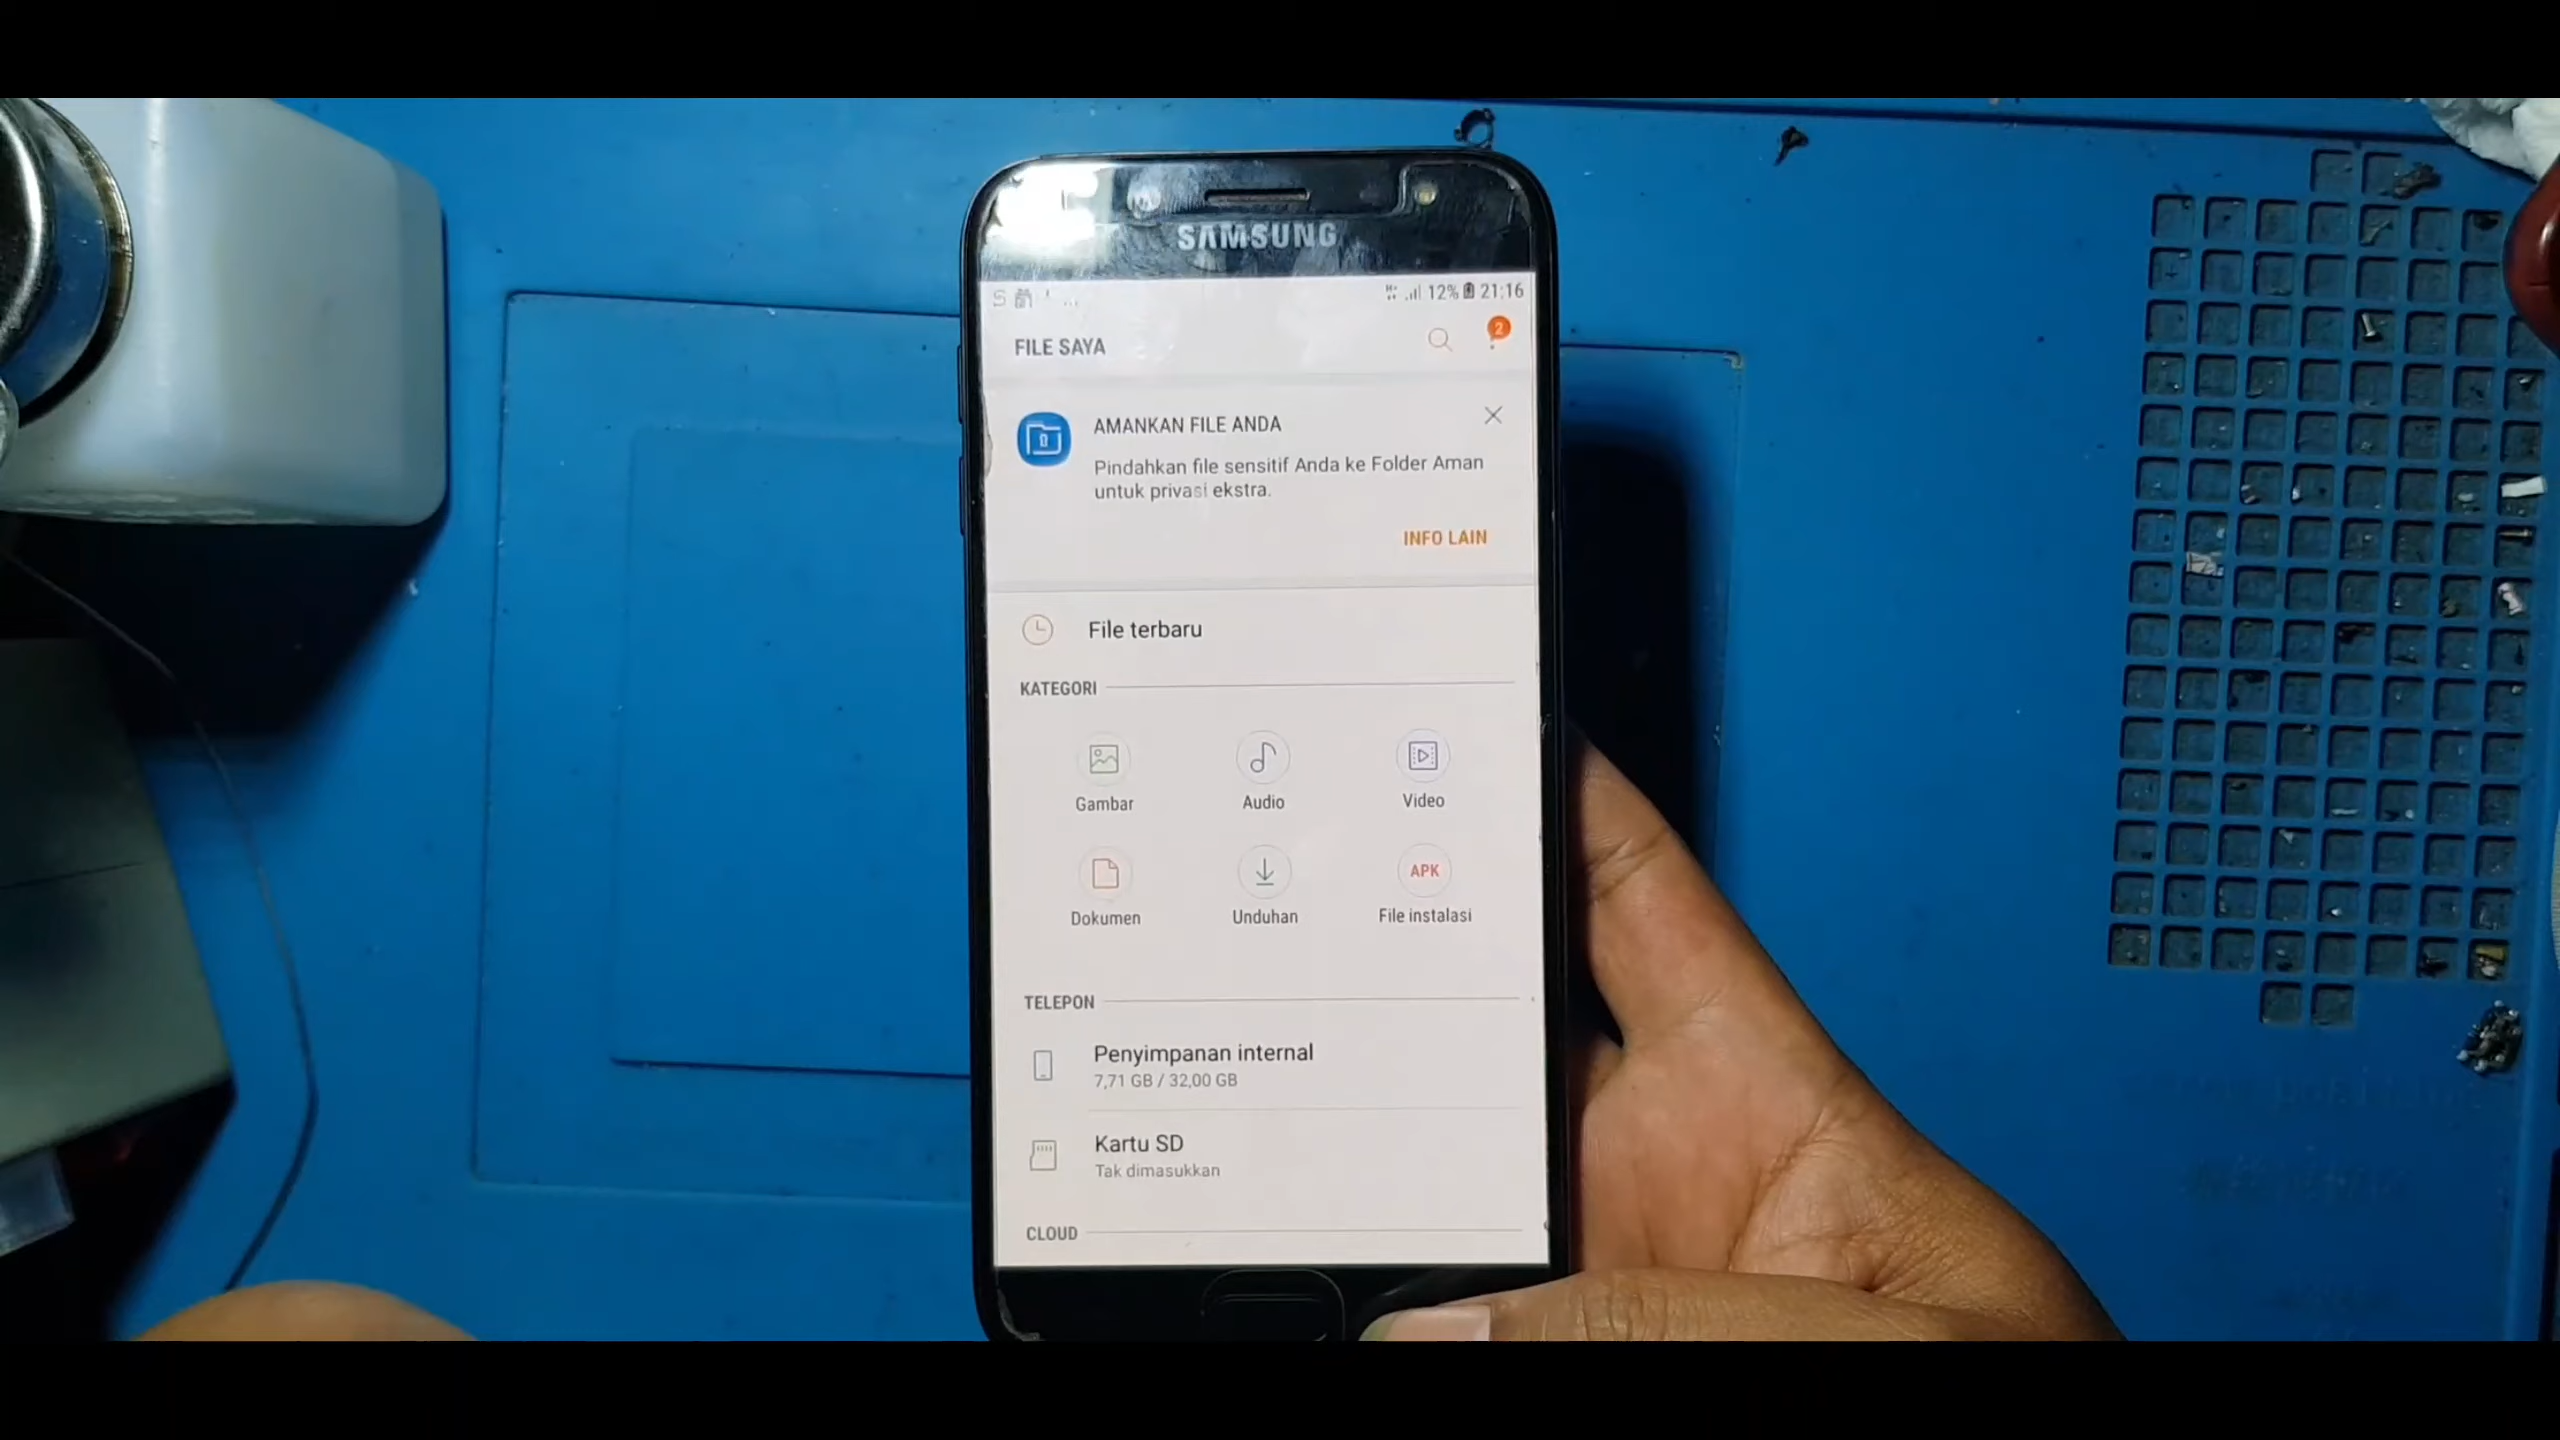 SAMSUNG
12% 21:16
FILE SAYA
2
AMANKAN FILE ANDA
Pindahkan file sensitif Anda ke Folder Aman
untuk privasi ekstra.
INFO LAIN
File terbaru
KATEGORI
Gambar
Audio
Video
APK
Dokumen
Unduhan
File instalasi
TELEPON
Penyimpanan internal
7,71 GB / 32,00 GB
Kartu SD
Tak dimasukkan
CLOUD